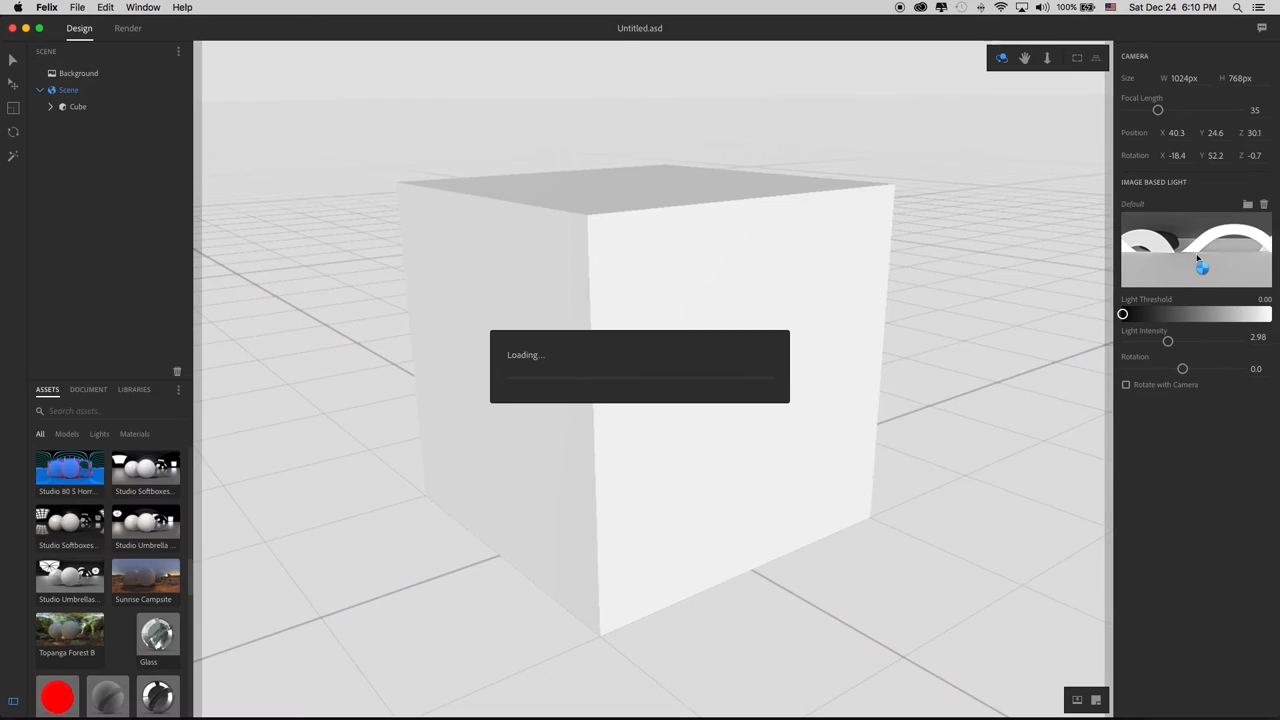 Felix File Edit Window Help 100% Sat Dec 24 6:10 PM
Design Render Untitled.asd
SCENE
Background
Scene
Cube
ASSETS DOCUMENT LIBRARIES
Search assets...
All Models Lights Materials
Studio 80 S Horr... Studio Softboxes...
Studio Softboxes... Studio Umbrella ...
Studio Umbrellas... Sunrise Campsite
Topanga Forest B
Glass
Loading...
CAMERA
Size W 1024px H 768px
Focal Length
35
Position X 40.3 Y 24.6 Z 30.1
Rotation X -18.4 Y 52.2 Z -0.7
IMAGE BASED LIGHT
Default
Light Threshold 0.00
Light Intensity
2.98
Rotation
0.0
Rotate with Camera